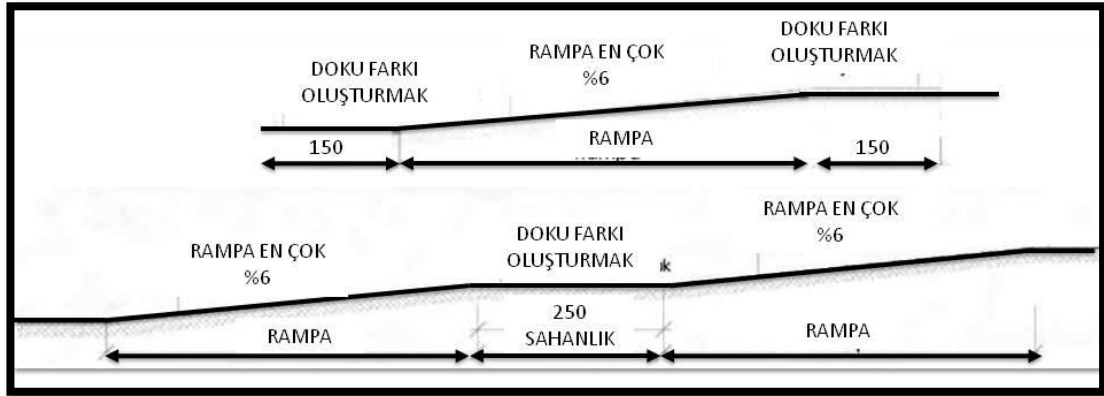 DOKU FARKI
OLUŞTURMAK
RAMPA EN ÇOK
%6
DOKU FARKI
OLUŞTURMAK
150
RAMPA
150
RAMPA EN ÇOK
%6
DOKU FARKI
OLUŞTURMAK
RAMPA EN ÇOK
%6
RAMPA
250
SAHANLIK
RAMPA